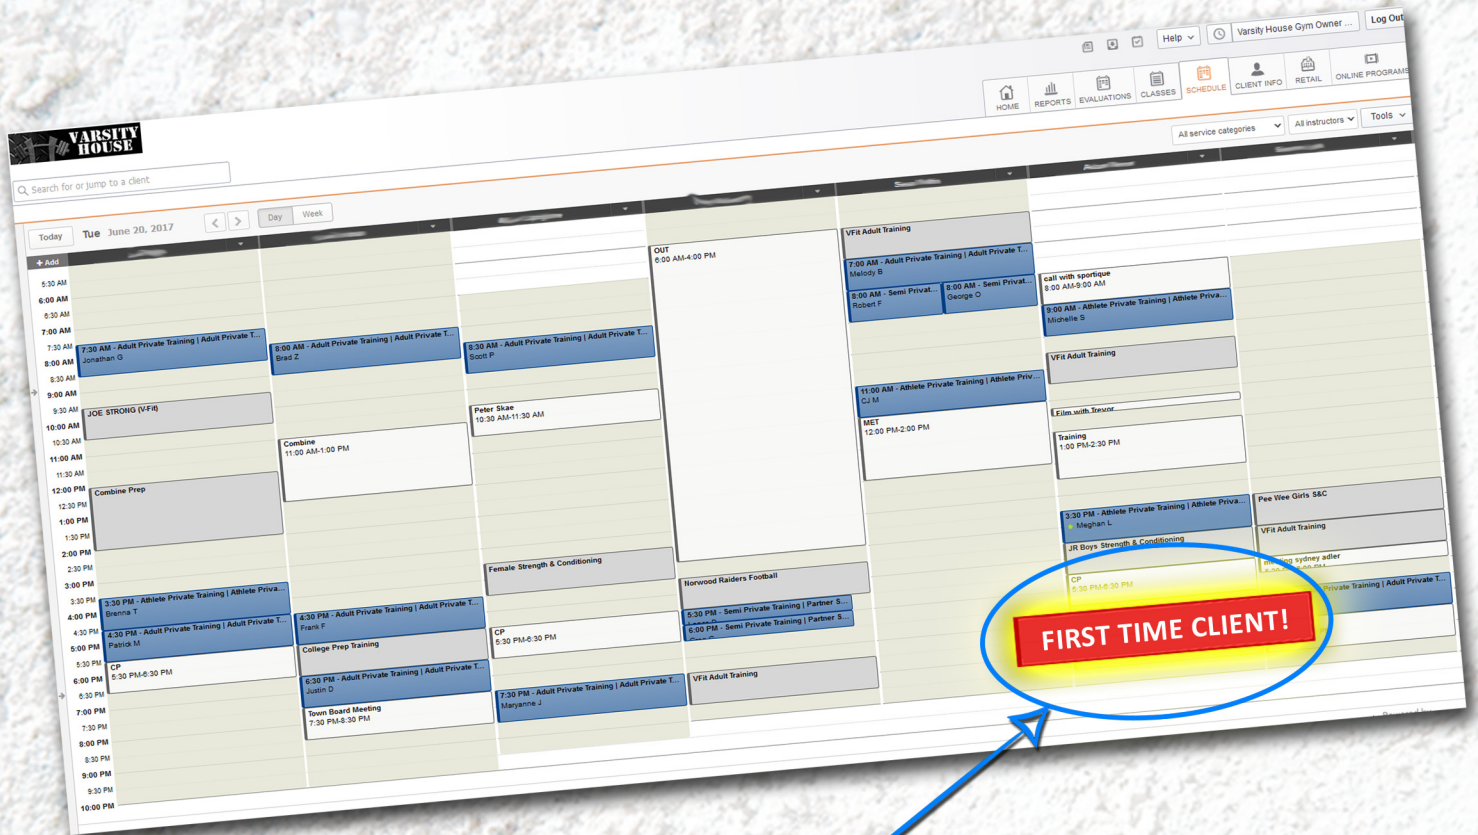 Help
Varsity House Gym Owner ...
Log Out
HOME
REPORTS
EVALUATIONS
CLASSES
SCHEDULE
CLIENT INFO
RETAIL
ONLINE PROGRAMS
VARSITY
HOUSE
Search for or jump to a client
All service categories
All instructors
Tools
Today
Tue June 20, 2017
Day
Week
+ Add
5:30 AM
6:00 AM
6:30 AM
7:00 AM
7:30 AM
8:00 AM
8:30 AM
9:00 AM
9:30 AM
10:00 AM
10:30 AM
11:00 AM
11:30 AM
12:00 PM
12:30 PM
1:00 PM
1:30 PM
2:00 PM
2:30 PM
3:00 PM
3:30 PM
4:00 PM
4:30 PM
5:00 PM
5:30 PM
6:00 PM
6:30 PM
7:00 PM
7:30 PM
8:00 PM
8:30 PM
9:00 PM
9:30 PM
10:00 PM
7:30 AM - Adult Private Training | Adult Private T...
Jonathan G
JOE STRONG (V-Fit)
Combine Prep
3:30 PM - Athlete Private Training | Athlete Priva...
Brenna T
4:30 PM - Adult Private Training | Adult Private T...
Patrick M
CP
5:30 PM-6:30 PM
8:00 AM - Adult Private Training | Adult Private T...
Brad Z
Combine
11:00 AM-1:00 PM
4:30 PM - Adult Private Training | Adult Private T...
Frank F
College Prep Training
6:30 PM - Adult Private Training | Adult Private T...
Justin D
Town Board Meeting
7:30 PM-8:30 PM
8:30 AM - Adult Private Training | Adult Private T...
Scott P
Peter Skae
10:30 AM-11:30 AM
Female Strength & Conditioning
CP
5:30 PM-6:30 PM
7:30 PM - Adult Private Training | Adult Private T...
Maryanne J
OUT
6:00 AM-4:00 PM
Norwood Raiders Football
5:30 PM - Semi Private Training | Partner S...
6:00 PM - Semi Private Training | Partner S...
VFit Adult Training
VFit Adult Training
7:00 AM - Adult Private Training | Adult Private T...
Melody B
8:00 AM - Semi Privat...
Robert F
8:00 AM - Semi Privat...
George O
11:00 AM - Athlete Private Training | Athlete Priv...
CJ M
MET
12:00 PM-2:00 PM
call with sportique
8:00 AM-9:00 AM
9:00 AM - Athlete Private Training | Athlete Priva...
Michelle S
VFit Adult Training
Film with Trevor
Training
1:00 PM-2:30 PM
3:30 PM - Athlete Private Training | Athlete Priva...
Meghan L
JR Boys Strength & Conditioning
CP
5:30 PM-6:30 PM
Pee Wee Girls S&C
VFit Adult Training
meeting sydney adler
Private Training | Adult Private T...
FIRST TIME CLIENT!